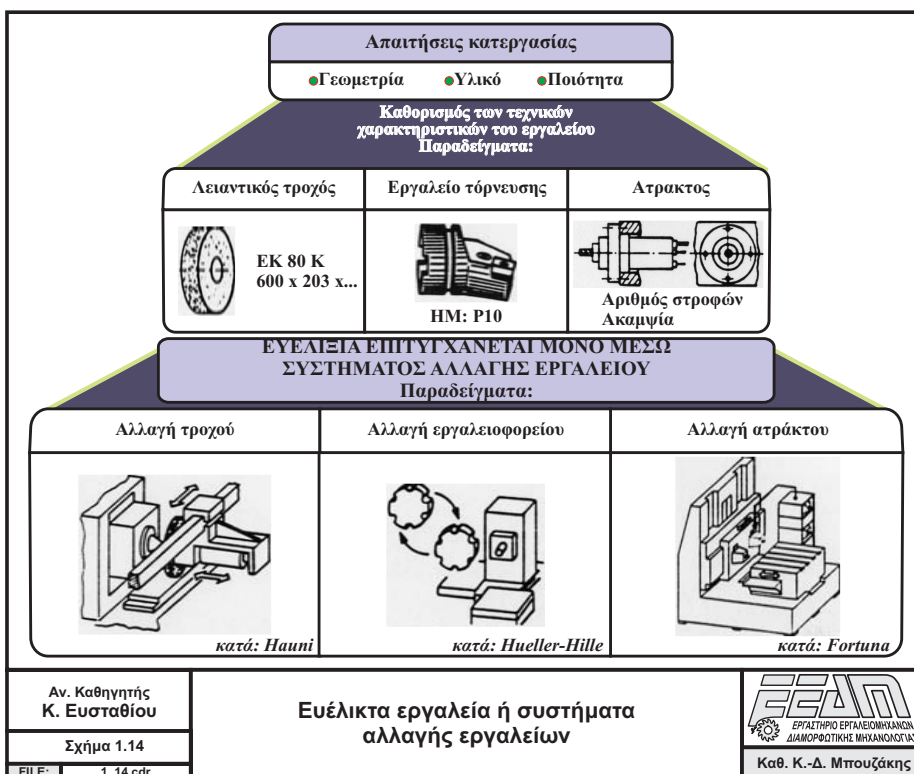 Απαιτήσεις κατεργασίας
Γεωμετρία Υλικό Ποιότητα
Καθορισμός των τεχνικών
χαρακτηριστικών του εργαλείου
Παραδείγματα:
Λειαντικός τροχός
Εργαλείο τόρνευσης
Ατρακτος
ΕΚ 80 Κ
600 x 203 x...
HM: P10
Αριθμός στροφών
Ακαμψία
ΕΥΕΛΙΞΙΑ ΕΠΙΤΥΓΧΑΝΕΤΑΙ ΜΟΝΟ ΜΕΣΩ
ΣΥΣΤΗΜΑΤΟΣ ΑΛΛΑΓΗΣ ΕΡΓΑΛΕΙΟΥ
Παραδείγματα:
Αλλαγή τροχού
Αλλαγή εργαλειοφορείου
Αλλαγή ατράκτου
κατά: Hauni
κατά: Hueller-Hille
κατά: Fortuna
Αν. Καθηγητής
Κ. Ευσταθίου
Σχήμα 1.14
FILE: 1_14.cdr
Ευέλικτα εργαλεία ή συστήματα
αλλαγής εργαλείων
ΕΕΔΜ
ΕΡΓΑΣΤΗΡΙΟ ΕΡΓΑΛΕΙΟΜΗΧΑΝΩΝ
ΔΙΑΜΟΡΦΩΤΙΚΗΣ ΜΗΧΑΝΟΛΟΓΙΑΣ
Καθ. Κ.-Δ. Μπουζάκης